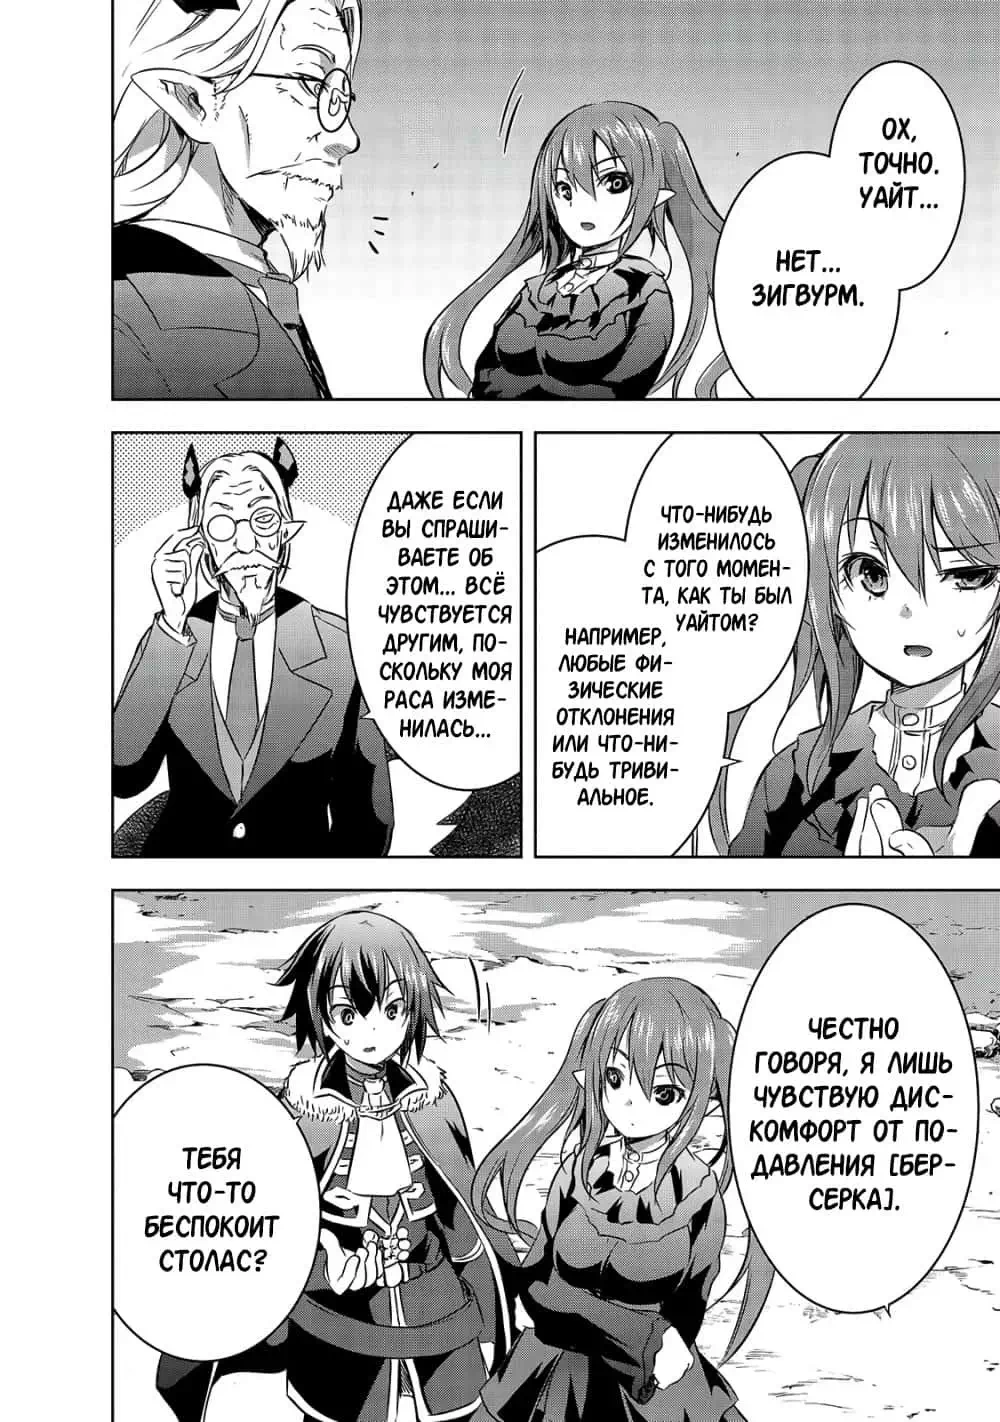 ОХ,
ТОЧНО.
УАЙТ...
НЕТ...
ЗИГВУРМ.
ЧТО-НИБУДЬ
ИЗМЕНИЛОСЬ
С ТОГО МОМЕН-
ТА, КАК ТЫ БЫЛ
УАЙТОМ?
НАПРИМЕР,
ЛЮБЫЕ ФИ-
ЗИЧЕСКИЕ
ОТКЛОНЕНИЯ
ИЛИ ЧТО-НИ-
БУДЬ ТРИВИ-
АЛЬНОЕ.
ДАЖЕ ЕСЛИ
ВЫ СПРАШИ-
ВАЕТЕ ОБ
ЭТОМ... ВСЁ
ЧУВСТВУЕТСЯ
ДРУГИМ, ПО-
СКОЛЬКУ МОЯ
РАСА ИЗМЕ-
НИЛАСЬ...
ЧЕСТНО
ГОВОРЯ, Я ЛИШЬ
ЧУВСТВУЮ ДИС-
КОМФОРТ ОТ ПО-
ДАВЛЕНИЯ [БЕР-
СЕРКА].
ТЕБЯ
ЧТО-ТО
БЕСПОКОИТ
СТОЛАС?